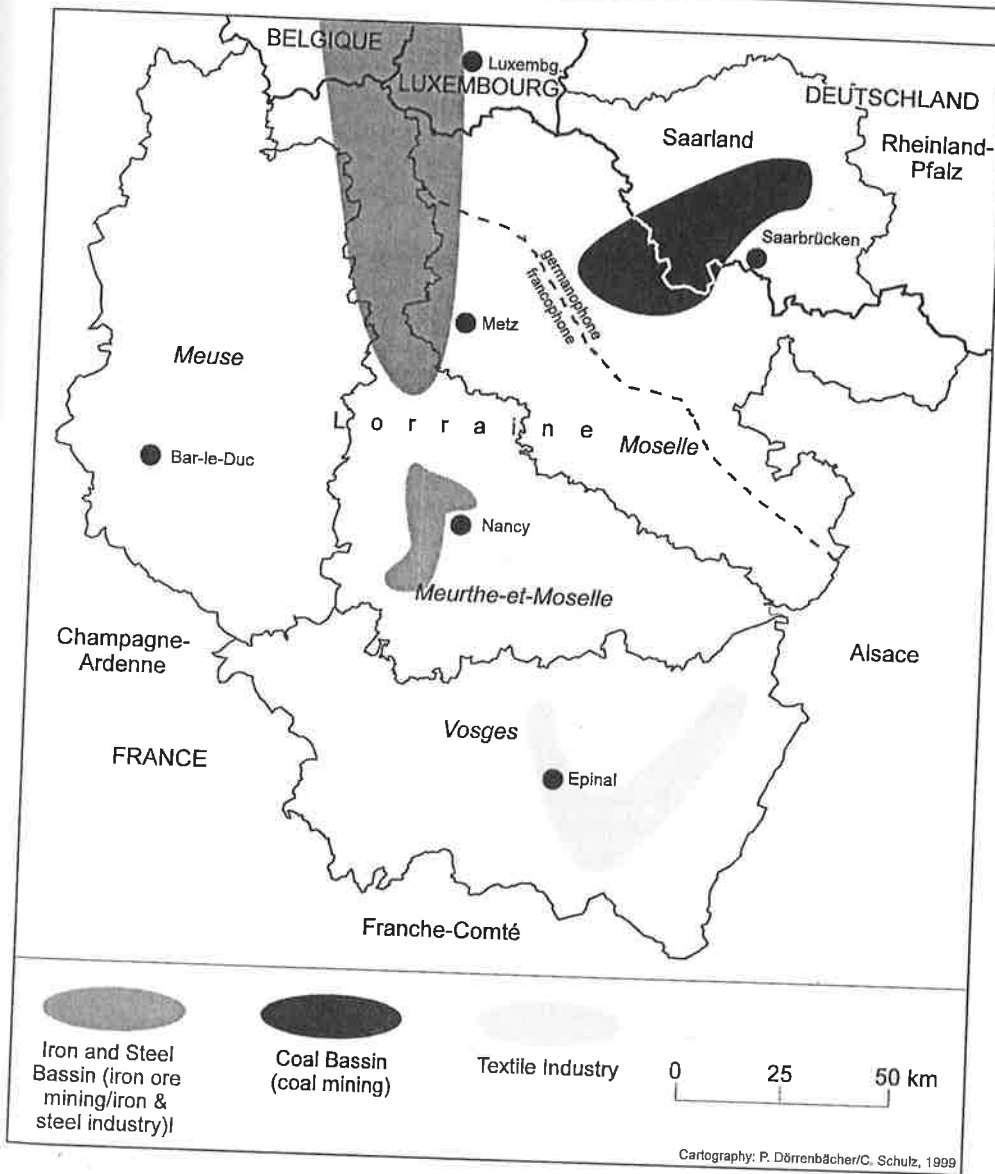 BELGIQUE
Luxembg.
LUXEMBOURG
DEUTSCHLAND
Saarland
Rheinland-
Pfalz
Saarbrücken
germanophone
francophone
Metz
Meuse
Lorraine
Moselle
Bar-le-Duc
Nancy
Meurthe-et-Moselle
Champagne-
Ardenne
Alsace
Vosges
FRANCE
Epinal
Franche-Comté
Iron and Steel
Bassin (iron ore
mining/iron &
steel industry)l
Coal Bassin
(coal mining)
Textile Industry
0 25 50 km
Cartography: P. Dörrenbächer/C. Schulz, 1999